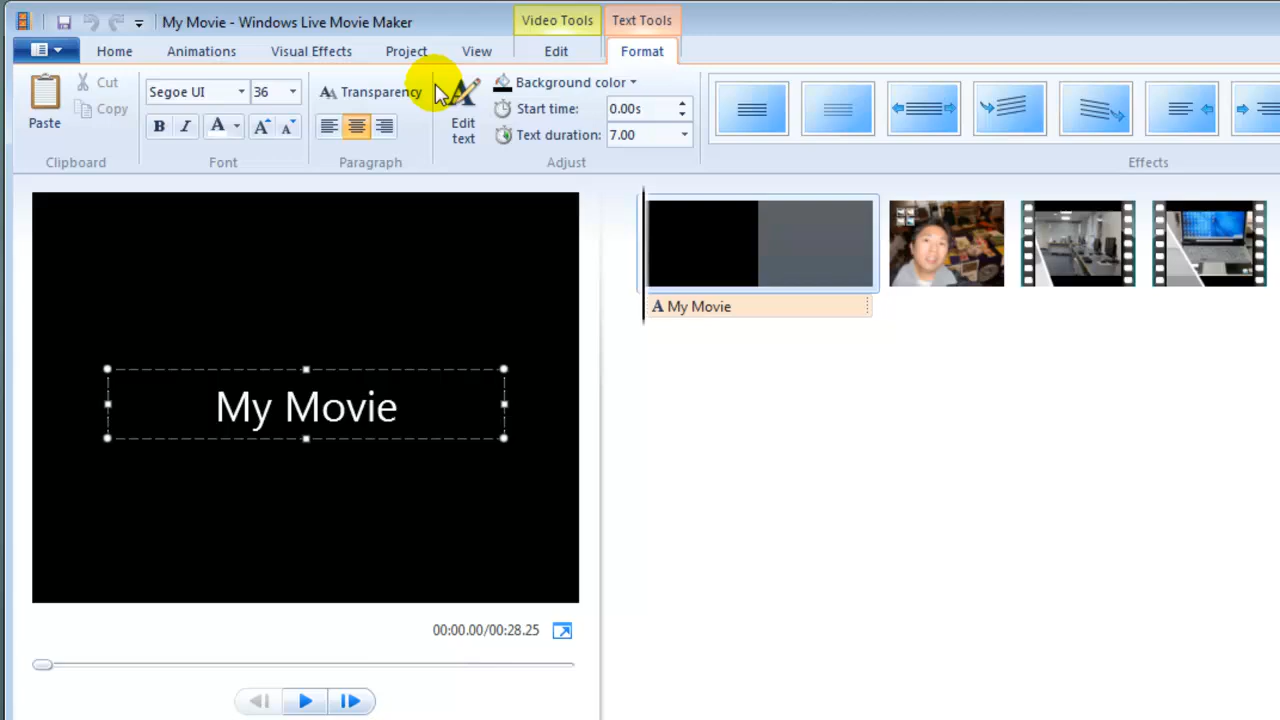 My Movie - Windows Live Movie Maker
Video Tools
Text Tools
Home
Animations
Visual Effects
Project
View
Edit
Format
Paste
Cut
Copy
Clipboard
Segoe UI
36
B I A A A
Font
Transparency
Paragraph
Edit text
Background color
Start time: 0.00s
Text duration: 7.00
Adjust
Effects
My Movie
A My Movie
00:00.00/00:28.25